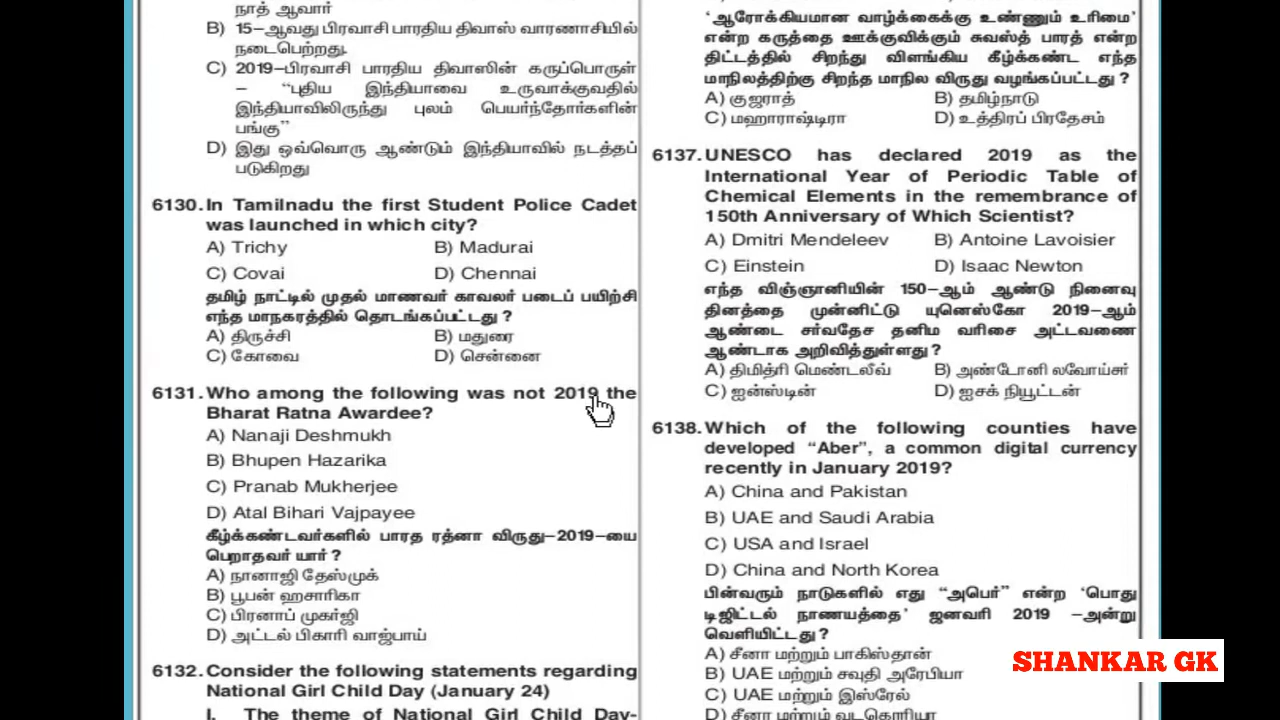 நாத் ஆவார்
B) 15–ஆவது பிரவாசி பாரதிய திவாஸ் வாரணாசியில்
நடைபெற்றது.
C) 2019–பிரவாசி பாரதிய திவாஸின் கருப்பொருள்
– “புதிய இந்தியாவை உருவாக்குவதில்
இந்தியாவிலிருந்து புலம் பெயர்ந்தோர்களின்
பங்கு”
D) இது ஒவ்வொரு ஆண்டும் இந்தியாவில் நடத்தப்
படுகிறது
6130. In Tamilnadu the first Student Police Cadet
was launched in which city?
A) Trichy B) Madurai
C) Covai D) Chennai
தமிழ் நாட்டில் முதல் மாணவர் காவலர் படைப் பயிற்சி
எந்த மாநகரத்தில் தொடங்கப்பட்டது ?
A) திருச்சி B) மதுரை
C) கோவை D) சென்னை
6131. Who among the following was not 2019 the
Bharat Ratna Awardee?
A) Nanaji Deshmukh
B) Bhupen Hazarika
C) Pranab Mukherjee
D) Atal Bihari Vajpayee
கீழ்க்கண்டவர்களில் பாரத ரத்னா விருது–2019–யை
பெறாதவர் யார் ?
A) நானாஜி தேஸ்முக்
B) பூபன் ஹசாரிகா
C) பிரனாப் முகர்ஜி
D) அட்டல் பிகாரி வாஜ்பாய்
6132. Consider the following statements regarding
National Girl Child Day (January 24)
I. The theme of National Girl Child Day-
‘ஆரோக்கியமான வாழ்க்கைக்கு உண்ணும் உரிமை’
என்ற கருத்தை ஊக்குவிக்கும் சுவஸ்த் பாரத் என்ற
திட்டத்தில் சிறந்து விளங்கிய கீழ்க்கண்ட எந்த
மாநிலத்திற்கு சிறந்த மாநில விருது வழங்கப்பட்டது ?
A) குஜராத் B) தமிழ்நாடு
C) மஹாராஷ்டிரா D) உத்திரப் பிரதேசம்
6137. UNESCO has declared 2019 as the
International Year of Periodic Table of
Chemical Elements in the remembrance of
150th Anniversary of Which Scientist?
A) Dmitri Mendeleev B) Antoine Lavoisier
C) Einstein D) Isaac Newton
எந்த விஞ்ஞானியின் 150–ஆம் ஆண்டு நினைவு
தினத்தை முன்னிட்டு யுனெஸ்கோ 2019–ஆம்
ஆண்டை சர்வதேச தனிம வரிசை அட்டவணை
ஆண்டாக அறிவித்துள்ளது ?
A) திமித்ரி மெண்டலீவ் B) அண்டோனி லவோய்சர்
C) ஐன்ஸ்டின் D) ஐசக் நியூட்டன்
6138. Which of the following counties have
developed “Aber”, a common digital currency
recently in January 2019?
A) China and Pakistan
B) UAE and Saudi Arabia
C) USA and Israel
D) China and North Korea
பின்வரும் நாடுகளில் எது “அபெர்” என்ற ‘பொது
டிஜிட்டல் நாணயத்தை’ ஜனவரி 2019 –அன்று
வெளியிட்டது ?
A) சீனா மற்றும் பாகிஸ்தான்
B) UAE மற்றும் சவுதி அரேபியா
C) UAE மற்றும் இஸ்ரேல்
D) சீனா மற்றும் வடகொரியா
SHANKAR GK